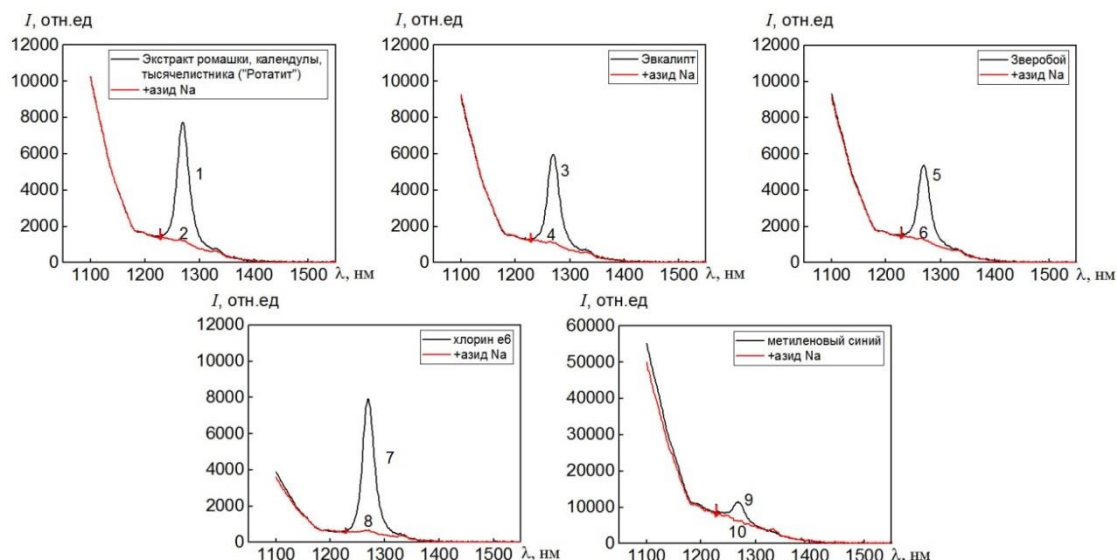 I, отн.ед
12000
10000
8000
6000
4000
2000
0
Экстракт ромашки, календулы,
тысячелистника ("Ротатит")
+азид Na
1
2
1100 1200 1300 1400 1500 λ, нм
I, отн.ед
12000
10000
8000
6000
4000
2000
0
Эвкалипт
+азид Na
3
4
1100 1200 1300 1400 1500 λ, нм
I, отн.ед
12000
10000
8000
6000
4000
2000
0
Зверобой
+азид Na
5
6
1100 1200 1300 1400 1500 λ, нм
I, отн.ед
12000
10000
8000
6000
4000
2000
0
хлорин е6
+азид Na
7
8
1100 1200 1300 1400 1500 λ, нм
I, отн.ед
60000
50000
40000
30000
20000
10000
0
метиленовый синий
+азид Na
9
10
1100 1200 1300 1400 1500 λ, нм